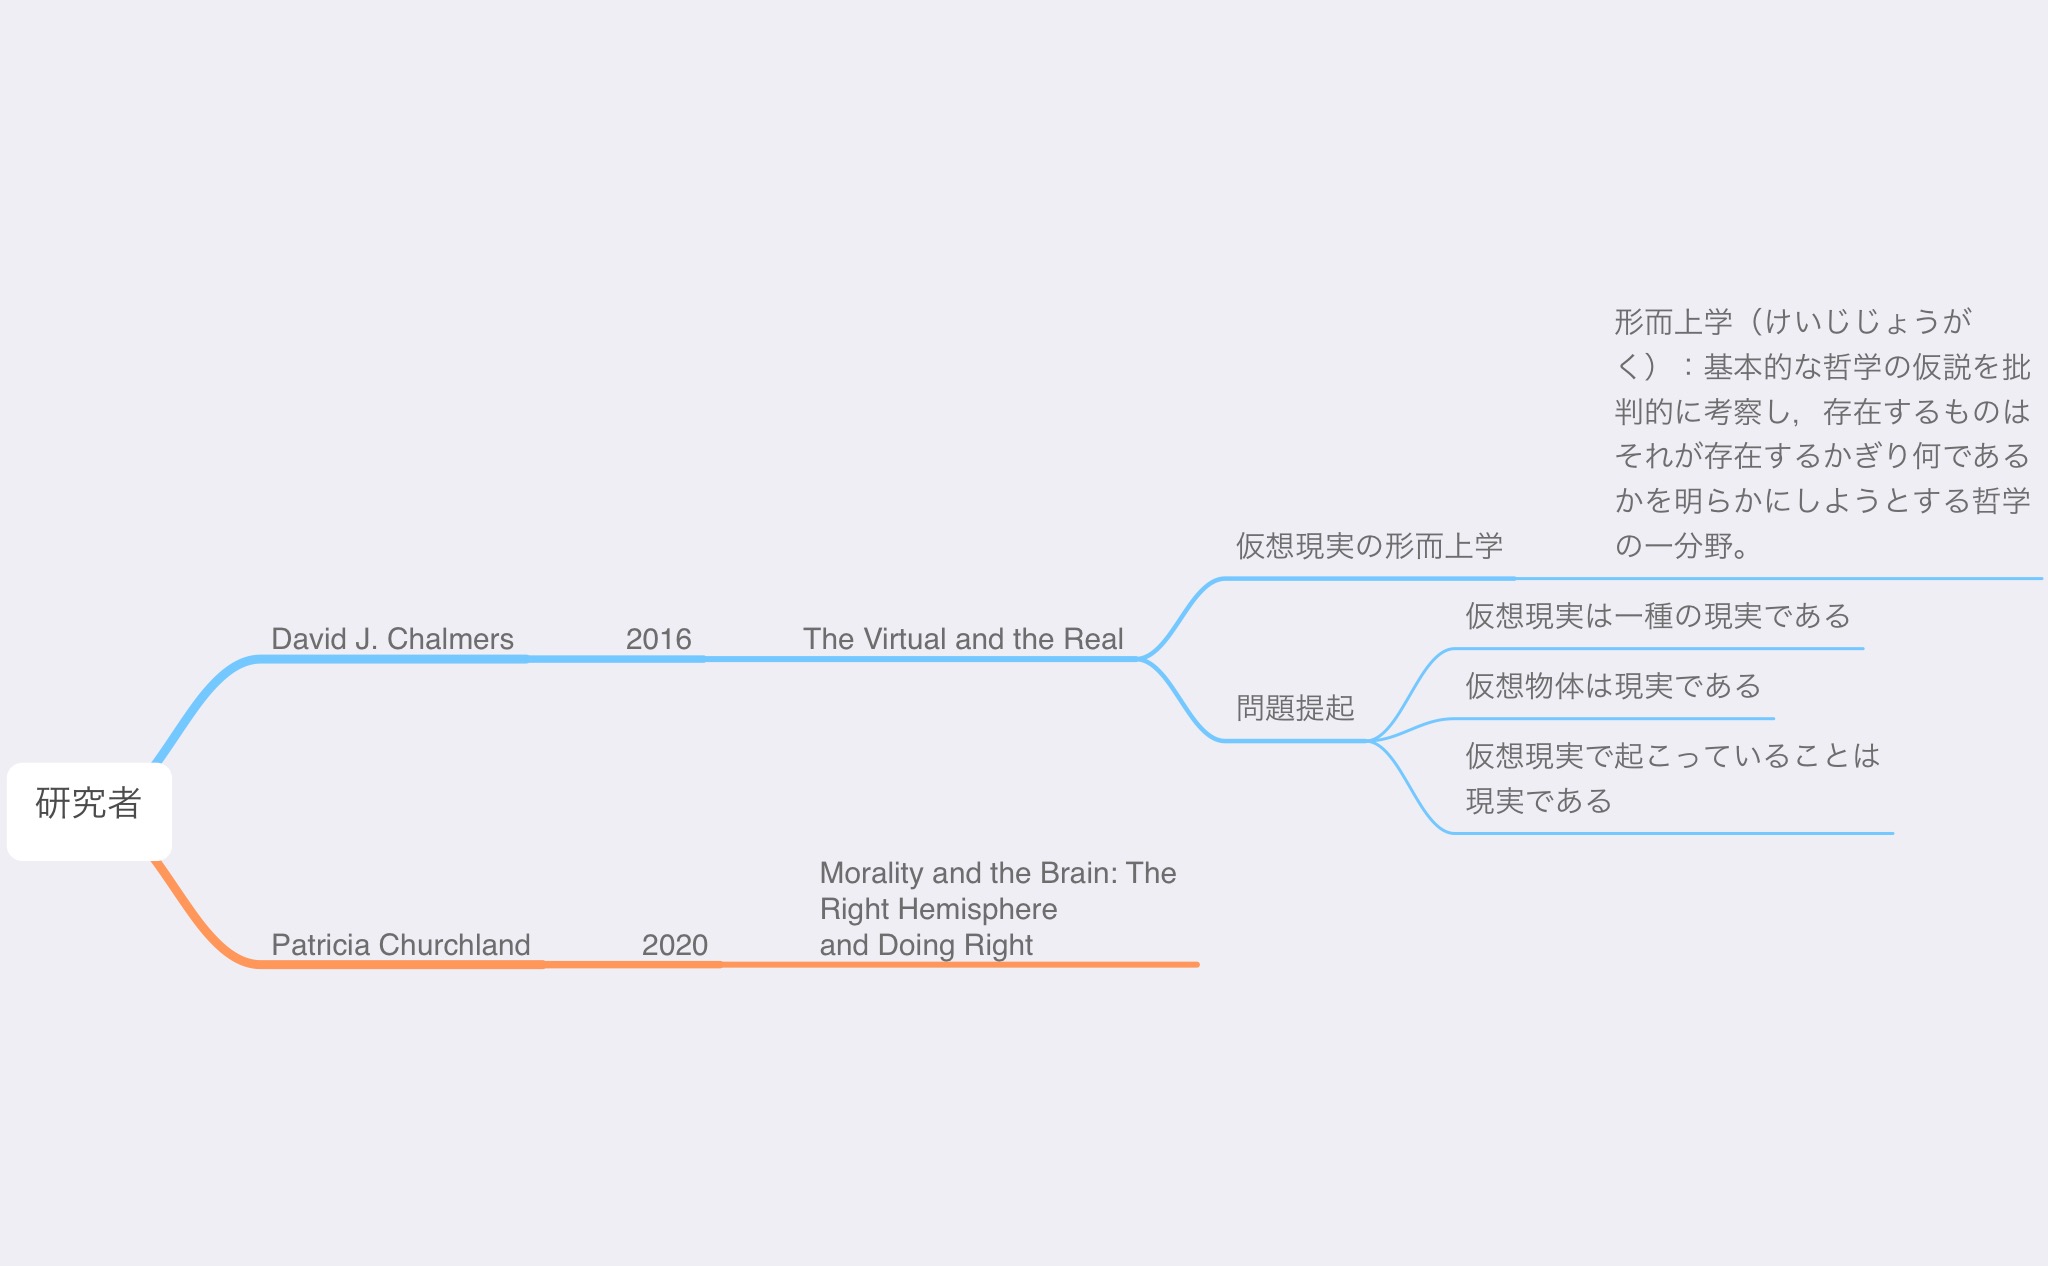 研究者
David J. Chalmers
2016
The Virtual and the Real
仮想現実の形而上学
形而上学（けいじじょうが
く）：基本的な哲学の仮説を批
判的に考察し，存在するものは
それが存在するかぎり何である
かを明らかにしようとする哲学
の一分野。
問題提起
仮想現実は一種の現実である
仮想物体は現実である
仮想現実で起こっていることは
現実である
Patricia Churchland
2020
Morality and the Brain: The
Right Hemisphere
and Doing Right